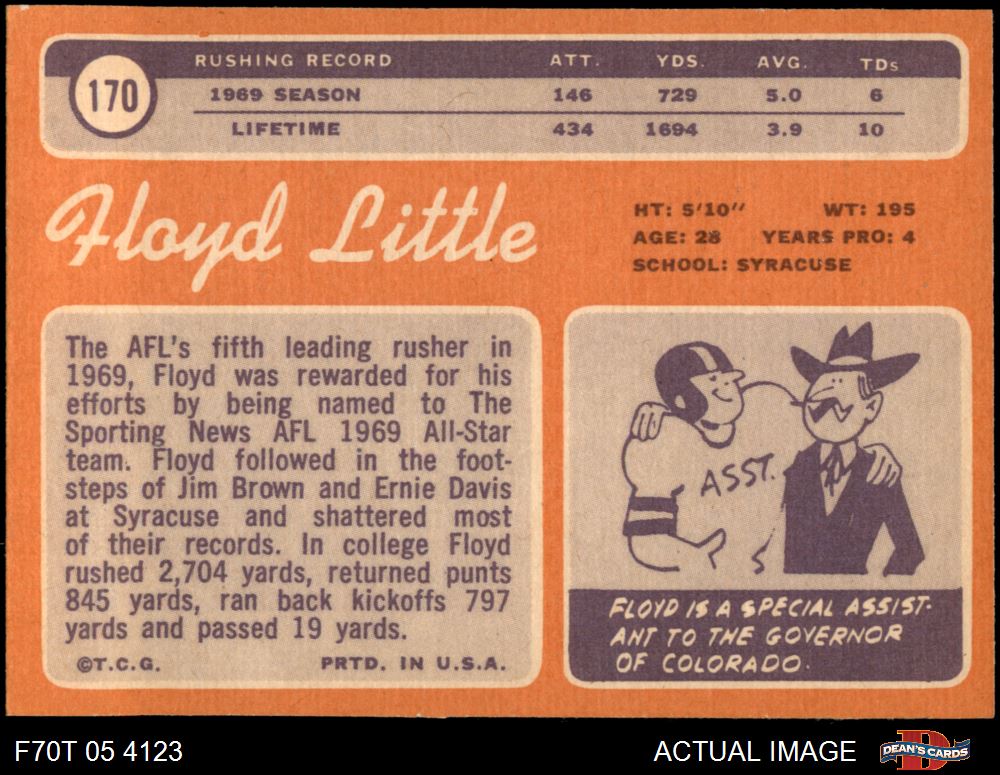 170
RUSHING RECORD ATT. YDS. AVG. TDs
1969 SEASON 146 729 5.0 6
LIFETIME 434 1694 3.9 10
Floyd Little
HT: 5'10" WT: 195
AGE: 28 YEARS PRO: 4
SCHOOL: SYRACUSE
The AFL's fifth leading rusher in
1969, Floyd was rewarded for his
efforts by being named to The
Sporting News AFL 1969 All-Star
team. Floyd followed in the foot-
steps of Jim Brown and Ernie Davis
at Syracuse and shattered most
of their records. In college Floyd
rushed 2,704 yards, returned punts
845 yards, ran back kickoffs 797
yards and passed 19 yards.
©T.C.G. PRTD. IN U.S.A.
ASST.
FLOYD IS A SPECIAL ASSIST-
ANT TO THE GOVERNOR
OF COLORADO.
F70T 05 4123 ACTUAL IMAGE DEAN'S CARDS